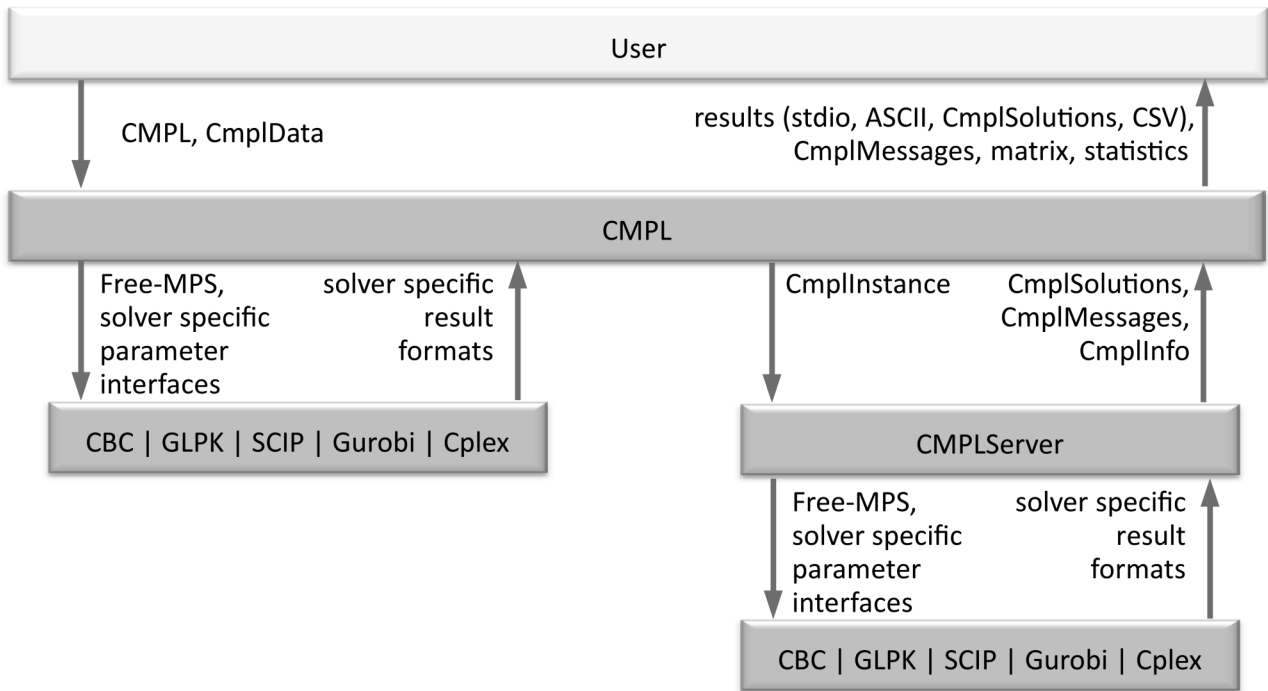 User
CMPL, CmplData
results (stdio, ASCII, CmplSolutions, CSV),
CmplMessages, matrix, statistics
CMPL
Free-MPS,
solver specific
parameter
interfaces
solver specific
result
formats
CmplInstance
CmplSolutions,
CmplMessages,
CmplInfo
CBC | GLPK | SCIP | Gurobi | Cplex
CMPLServer
Free-MPS,
solver specific
parameter
interfaces
solver specific
result
formats
CBC | GLPK | SCIP | Gurobi | Cplex